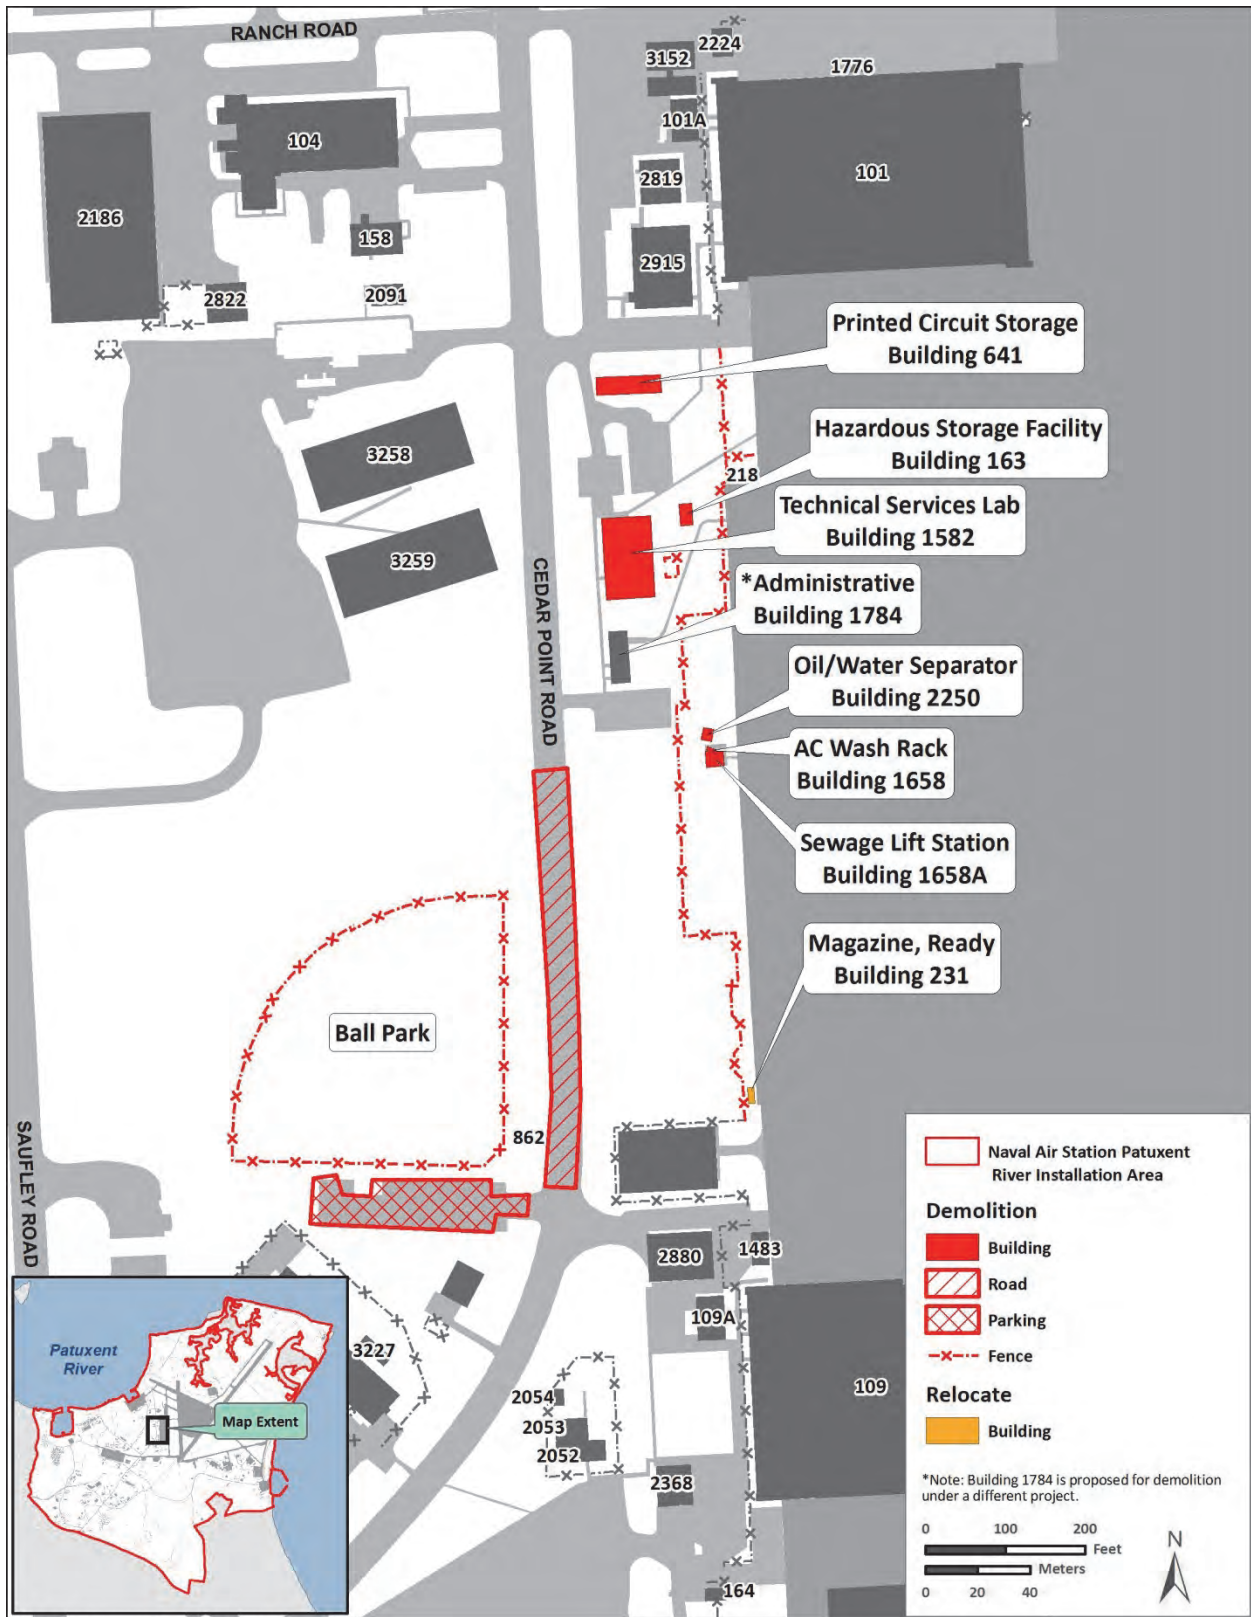 RANCH ROAD
2224
3152
1776
101A
104
101
2819
2186
158
2915
2091
2822
Printed Circuit Storage
Building 641
Hazardous Storage Facility
Building 163
3258
218
Technical Services Lab
Building 1582
3259
CEDAR POINT ROAD
*Administrative
Building 1784
Oil/Water Separator
Building 2250
AC Wash Rack
Building 1658
Sewage Lift Station
Building 1658A
Magazine, Ready
Building 231
Ball Park
862
SAUFLEY ROAD
2880
1483
109A
3227
109
2054
2053
2052
2368
164
Patuxent
River
Map Extent
Naval Air Station Patuxent
River Installation Area
Demolition
Building
Road
Parking
Fence
Relocate
Building
*Note: Building 1784 is proposed for demolition
under a different project.
0 100 200
Feet
Meters
0 20 40
N